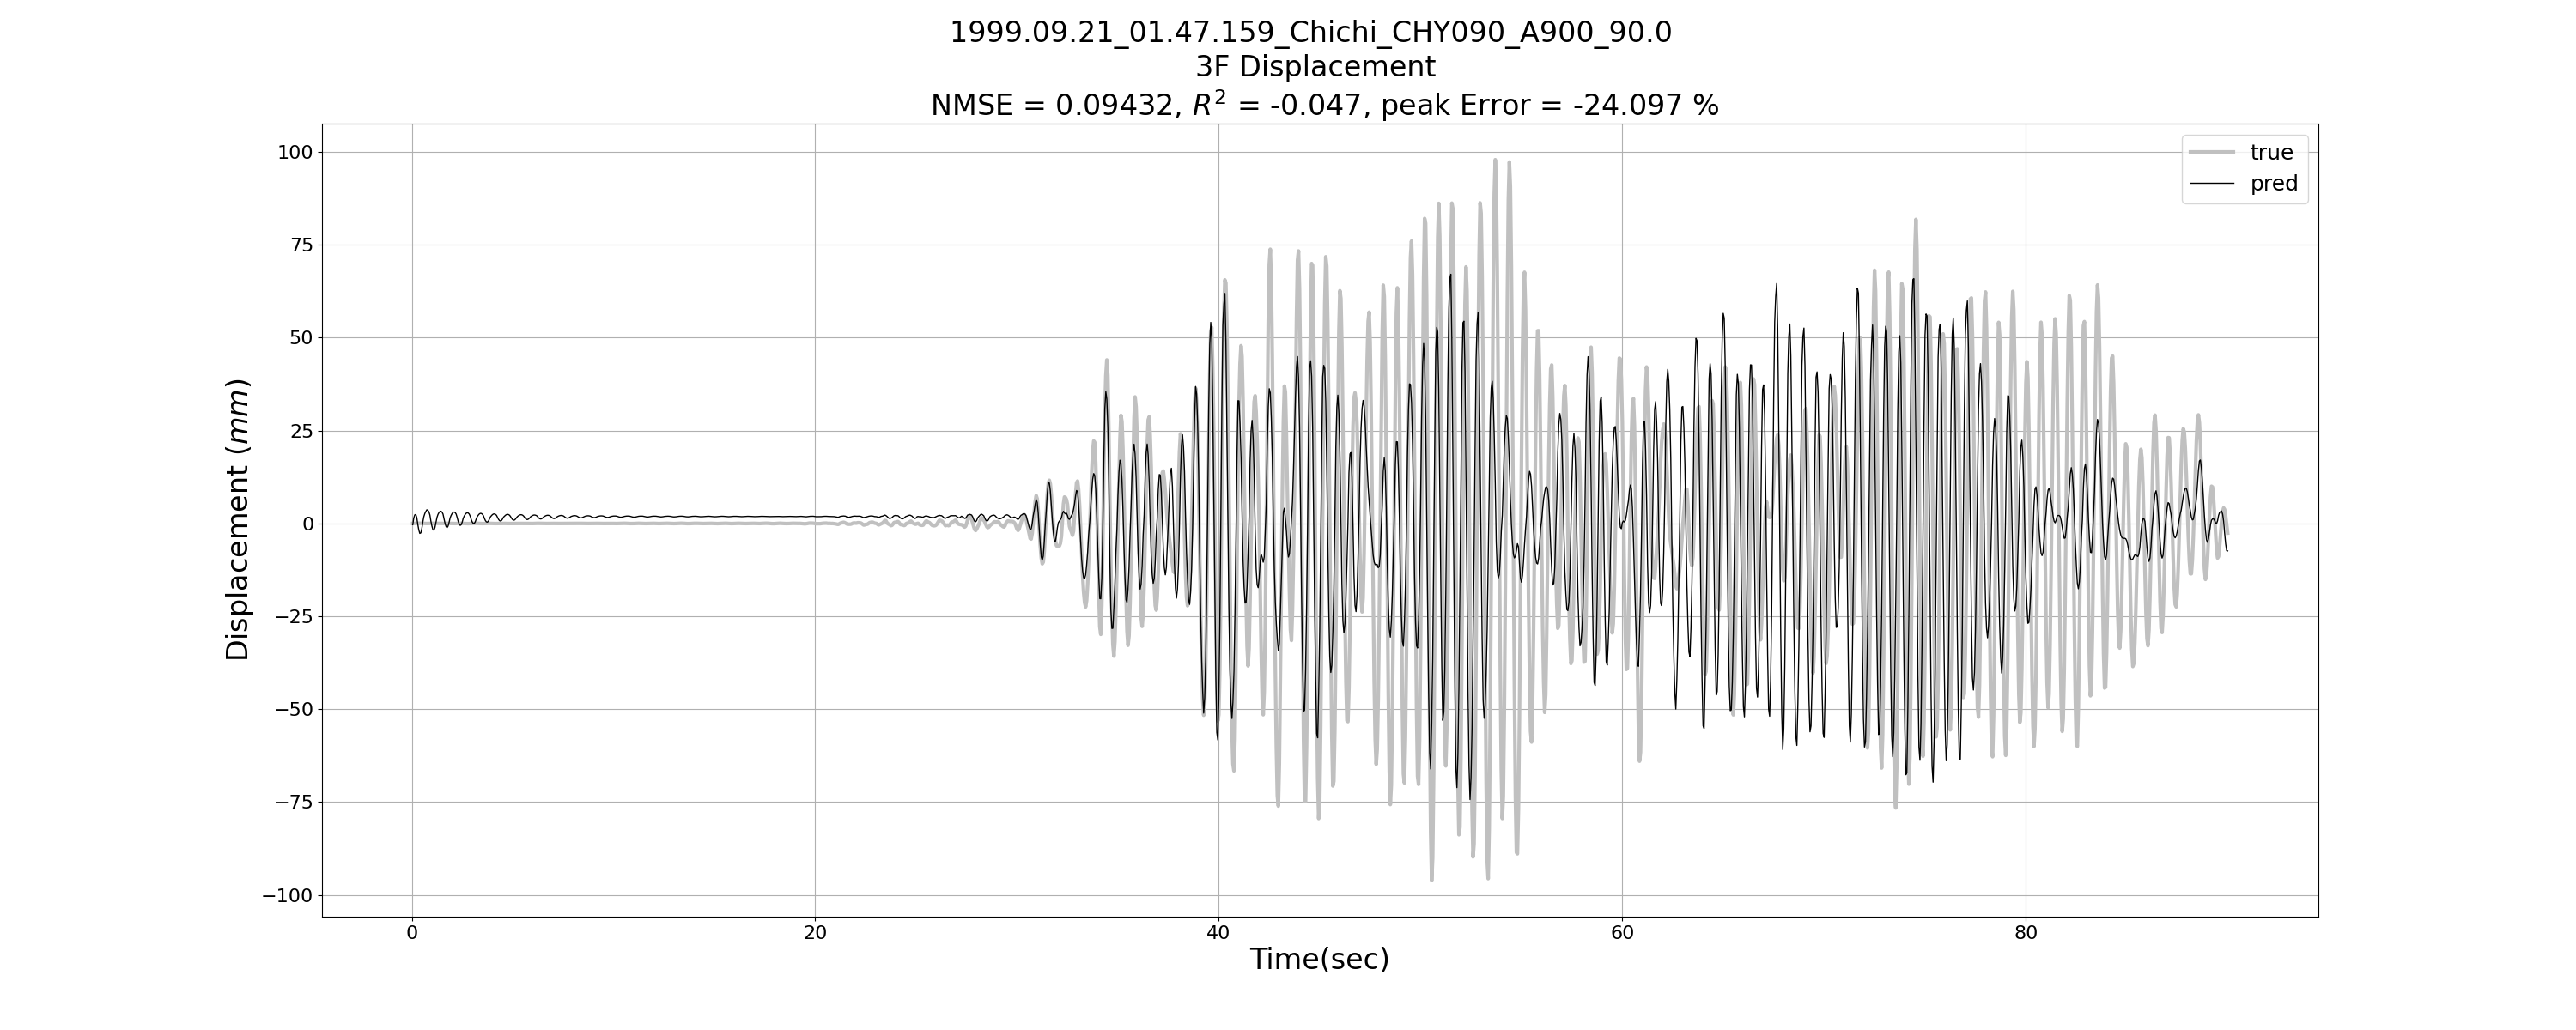 1999.09.21_01.47.159_Chichi_CHY090_A900_90.0
3F Displacement
NMSE = 0.09432, R² = -0.047, peak Error = -24.097 %
true
pred
Displacement (mm)
100
75
50
25
0
−25
−50
−75
−100
0 20 40 60 80
Time(sec)